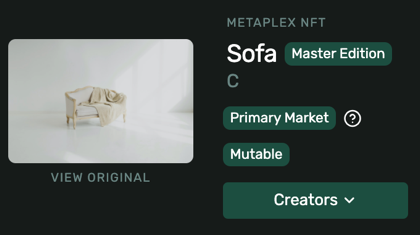 METAPLEX NFT
Sofa Master Edition
C
Primary Market ?
Mutable
Creators
VIEW ORIGINAL